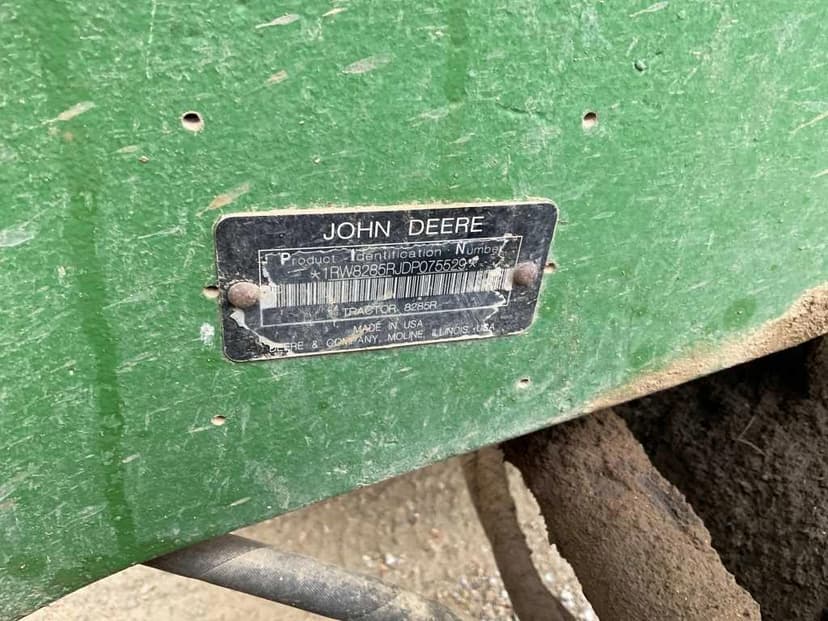 JOHN DEERE
Product Identification Number
*1RW8285RJDP075529*
TRACTOR 8285R
MADE IN USA
DEERE & COMPANY, MOLINE, ILLINOIS, USA